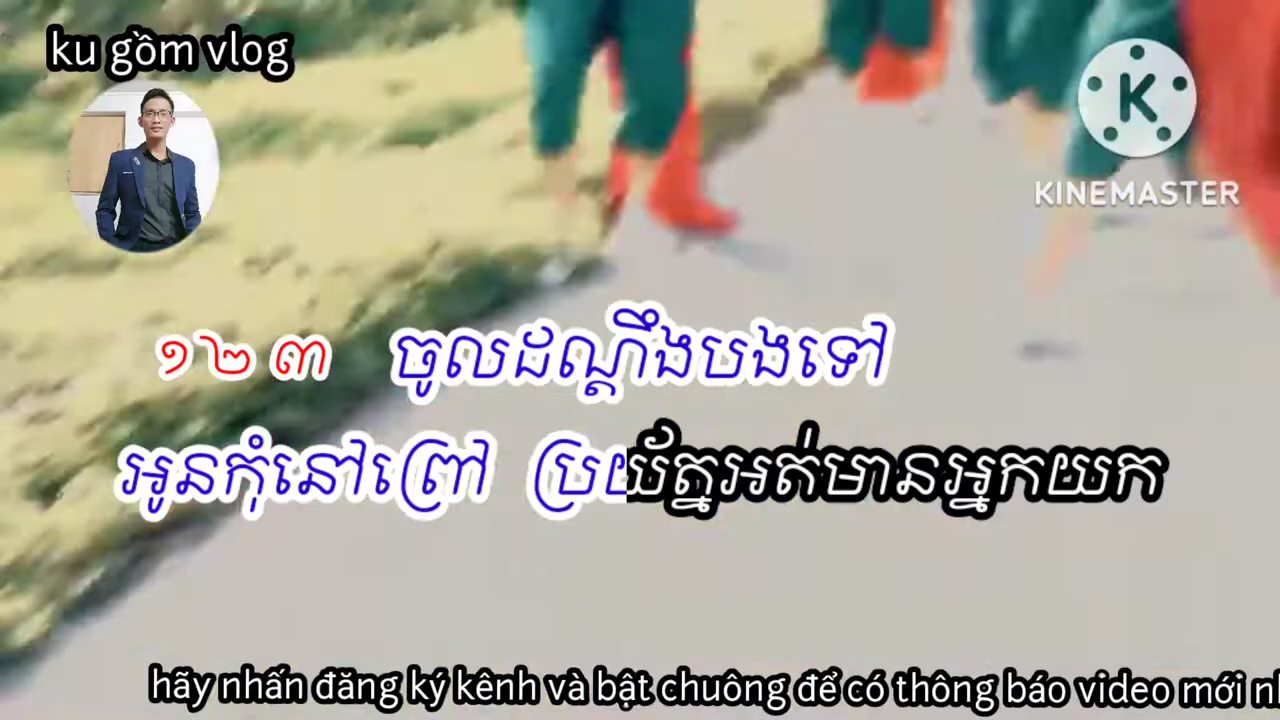 ku gồm vlog
KINEMASTER
១ ២ ៣ ចូលដណ្ដឹងបងទៅ
អូនកុំនៅព្រៅ ប្រយ័ត្នអត់មានអ្នកយក
hãy nhấn đăng ký kênh và bật chuông để có thông báo video mới